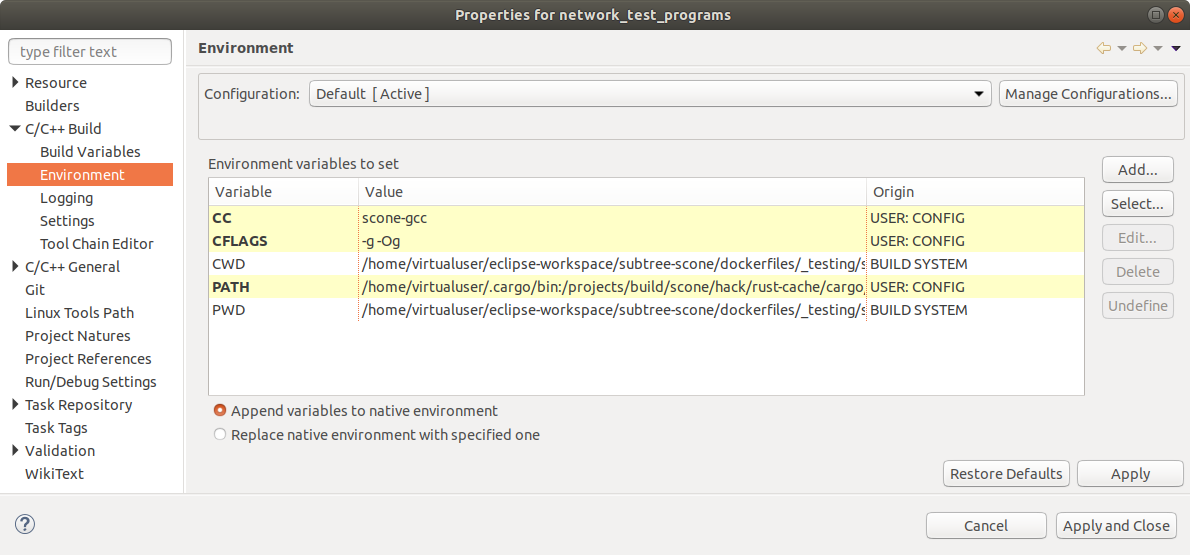 Properties for network_test_programs
type filter text
Resource
Builders
C/C++ Build
Build Variables
Environment
Logging
Settings
Tool Chain Editor
C/C++ General
Git
Linux Tools Path
Project Natures
Project References
Run/Debug Settings
Task Repository
Task Tags
Validation
WikiText
Environment
Configuration: Default [ Active ] Manage Configurations...
Environment variables to set
Variable Value Origin
CC scone-gcc USER: CONFIG
CFLAGS -g -Og USER: CONFIG
CWD /home/virtualuser/eclipse-workspace/subtree-scone/dockerfiles/_testing/s BUILD SYSTEM
PATH /home/virtualuser/.cargo/bin:/projects/build/scone/hack/rust-cache/cargo, USER: CONFIG
PWD /home/virtualuser/eclipse-workspace/subtree-scone/dockerfiles/_testing/s BUILD SYSTEM
Add...
Select...
Edit...
Delete
Undefine
Append variables to native environment
Replace native environment with specified one
Restore Defaults Apply
? Cancel Apply and Close